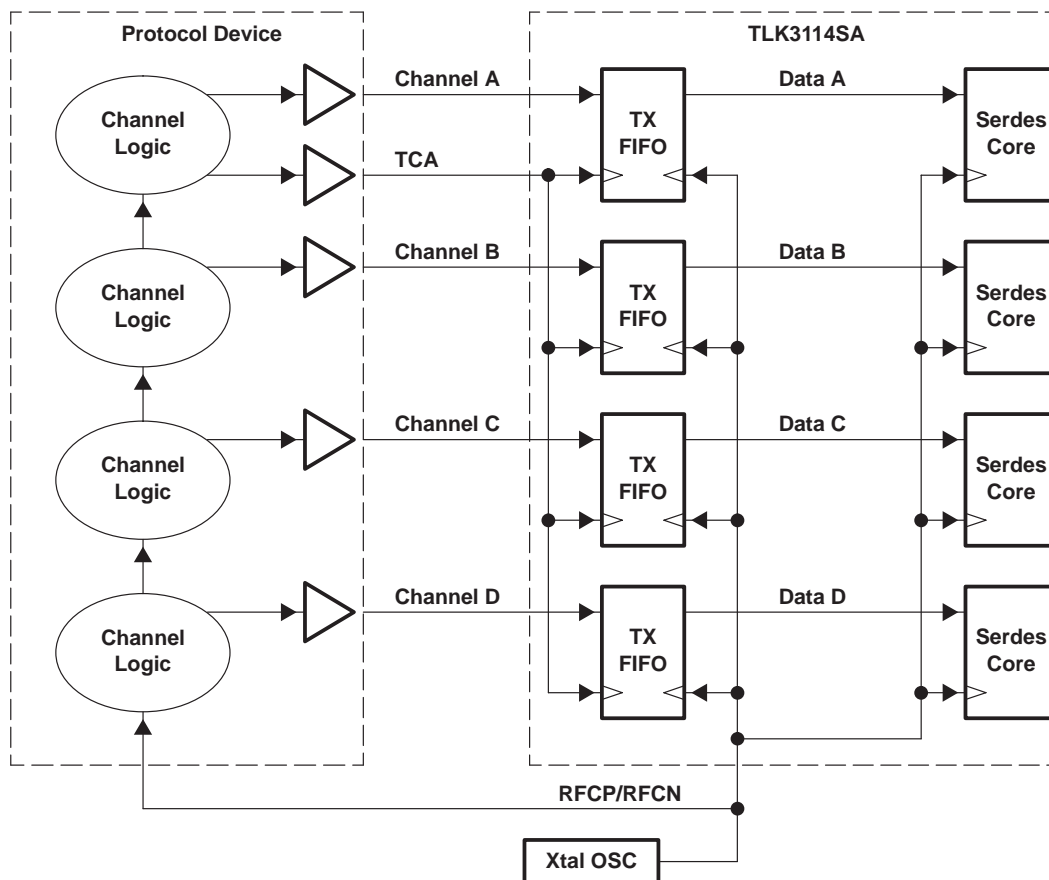 Protocol Device
TLK3114SA
Channel
Logic
Channel A
TX
FIFO
Data A
Serdes
Core
TCA
Channel
Logic
Channel B
TX
FIFO
Data B
Serdes
Core
Channel
Logic
Channel C
TX
FIFO
Data C
Serdes
Core
Channel
Logic
Channel D
TX
FIFO
Data D
Serdes
Core
RFCP/RFCN
Xtal OSC